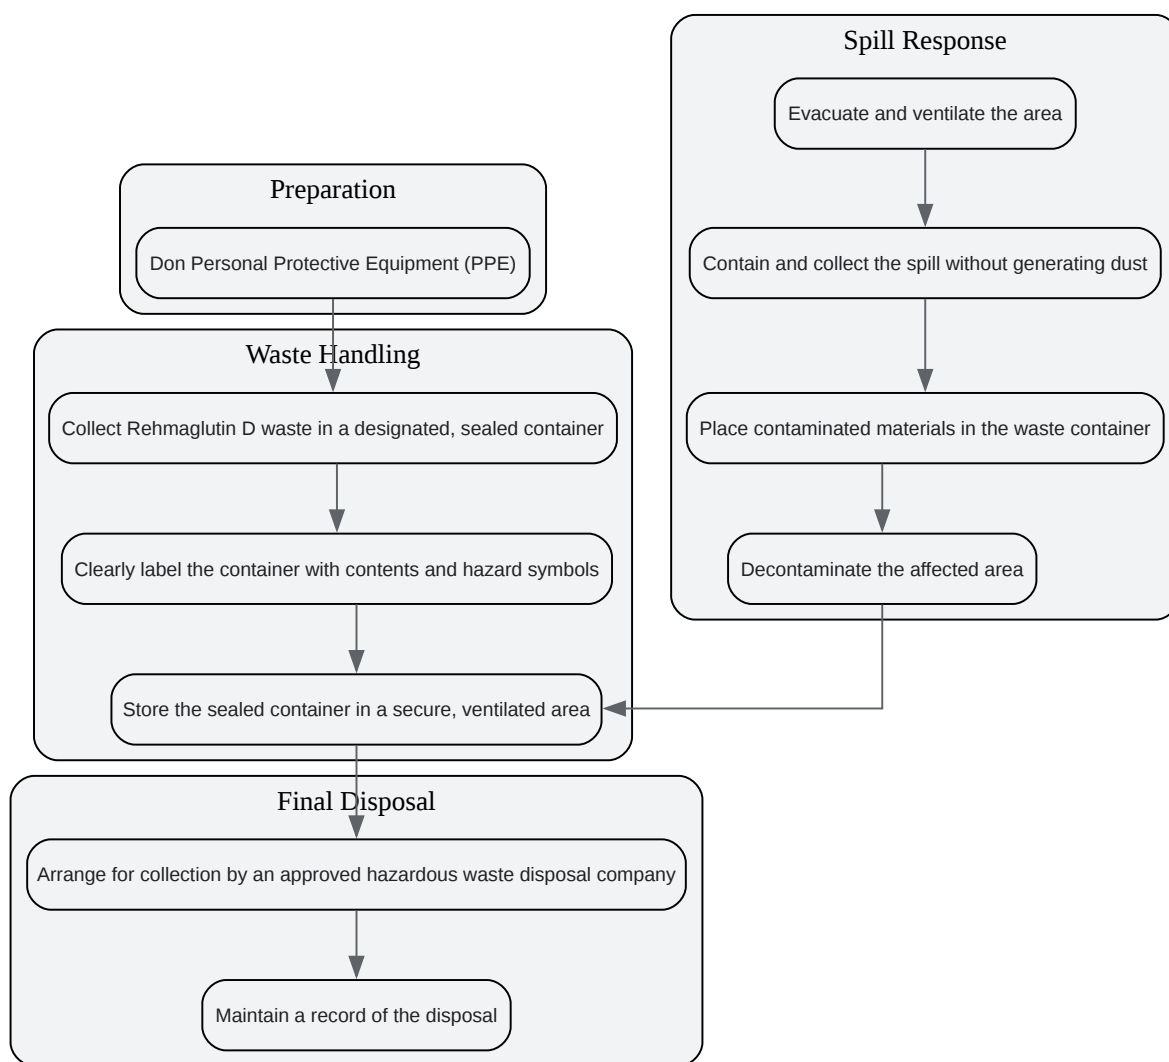 Preparation
Don Personal Protective Equipment (PPE)
Waste Handling
Collect Rehmaglutin D waste in a designated, sealed container
Clearly label the container with contents and hazard symbols
Store the sealed container in a secure, ventilated area
Final Disposal
Arrange for collection by an approved hazardous waste disposal company
Maintain a record of the disposal
Spill Response
Evacuate and ventilate the area
Contain and collect the spill without generating dust
Place contaminated materials in the waste container
Decontaminate the affected area